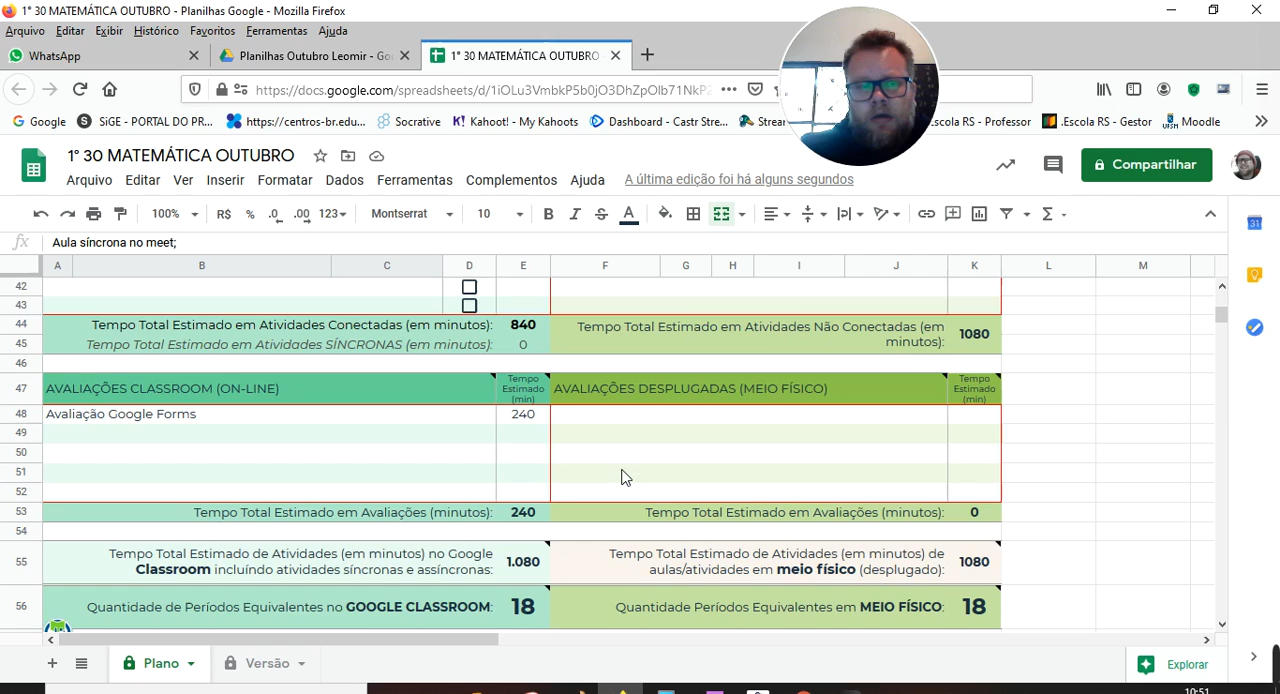 1° 30 MATEMÁTICA OUTUBRO - Planilhas Google - Mozilla Firefox
Arquivo Editar Exibir Histórico Favoritos Ferramentas Ajuda
WhatsApp
Planilhas Outubro Leomir - Go
1° 30 MATEMÁTICA OUTUBRO -
https://docs.google.com/spreadsheets/d/1iOLu3VmbkP5b0jO3DhZpOlb71NkP2
Google
SiGE - PORTAL DO PR...
https://centros-br.edu...
Socrative
Kahoot! - My Kahoots
Dashboard - Castr Stre...
Strea
Escola RS - Professor
.Escola RS - Gestor
Moodle
1° 30 MATEMÁTICA OUTUBRO
Arquivo Editar Ver Inserir Formatar Dados Ferramentas Complementos Ajuda
A última edição foi há alguns segundos
Compartilhar
100% R$ % .0 .00 123 Montserrat 10 B I S A
fx Aula síncrona no meet;
A B C D E F G H I J K L M
42
43
44 Tempo Total Estimado em Atividades Conectadas (em minutos): 840
Tempo Total Estimado em Atividades Não Conectadas (em
minutos): 1080
45 Tempo Total Estimado em Atividades SÍNCRONAS (em minutos): 0
46
47 AVALIAÇÕES CLASSROOM (ON-LINE)
Tempo
Estimado
(min)
AVALIAÇÕES DESPLUGADAS (MEIO FÍSICO)
Tempo
Estimado
(min)
48 Avaliação Google Forms 240
49
50
51
52
53 Tempo Total Estimado em Avaliações (minutos): 240 Tempo Total Estimado em Avaliações (minutos): 0
54
55 Tempo Total Estimado de Atividades (em minutos) no Google
Classroom incluíndo atividades síncronas e assíncronas: 1.080
Tempo Total Estimado de Atividades (em minutos) de
aulas/atividades em meio físico (desplugado): 1080
56 Quantidade de Períodos Equivalentes no GOOGLE CLASSROOM: 18 Quantidade Períodos Equivalentes em MEIO FÍSICO: 18
Plano
Versão
Explorar
10:51